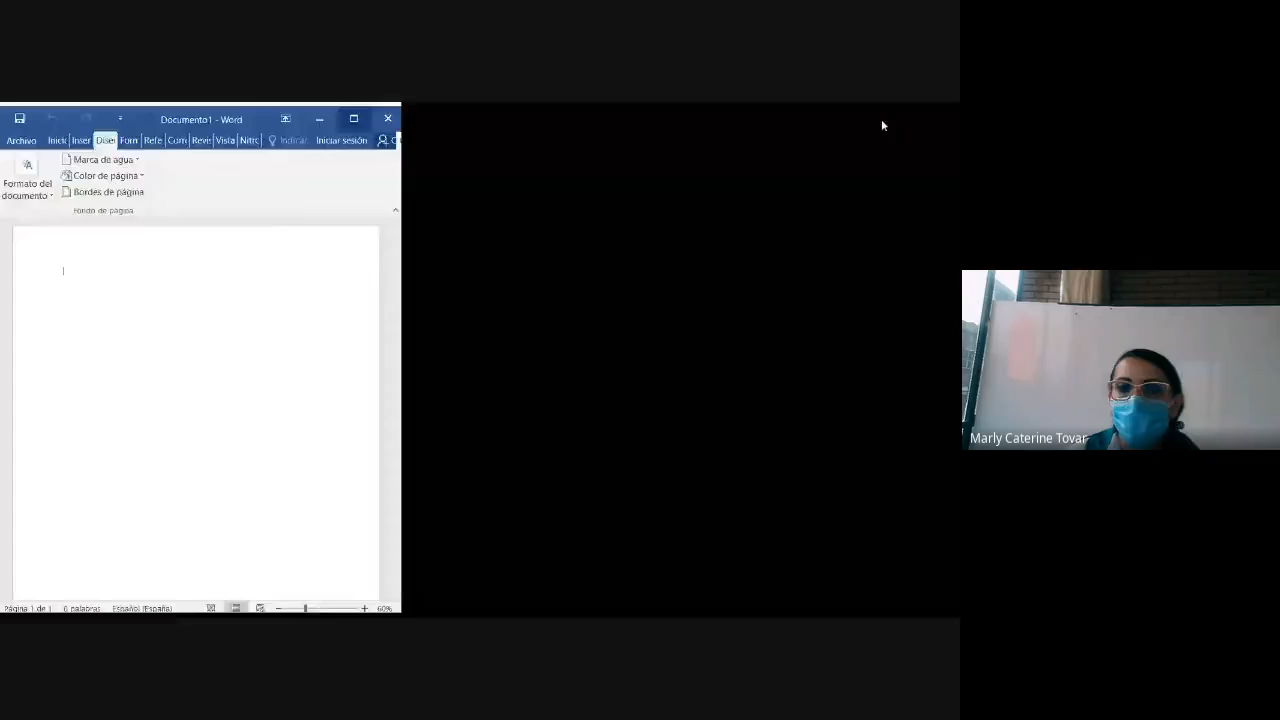 Documento1 - Word
Archivo Inicio Inser Diseñ Form Refe Corr Revis Vista Nitro Indicar Iniciar sesión
Marca de agua
Formato del documento
Color de página
Bordes de página
Fondo de página
Página 1 de 1 0 palabras Español (España) 60%
Marly Caterine Tovar